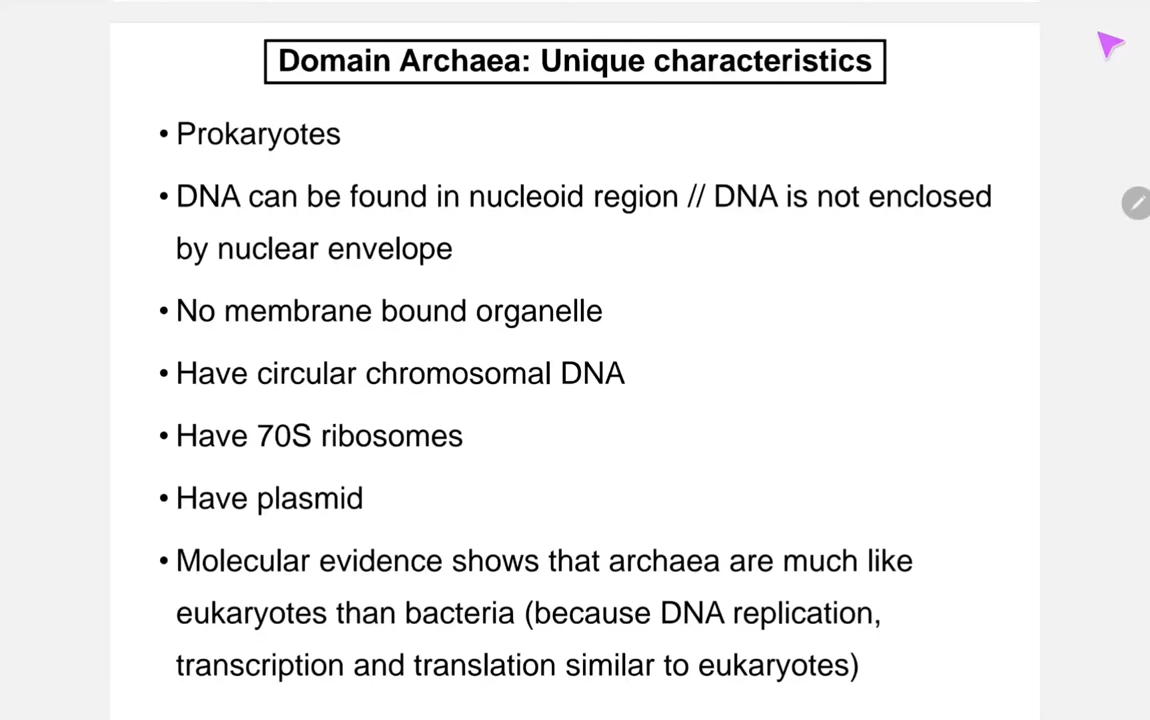 Domain Archaea: Unique characteristics
• Prokaryotes
• DNA can be found in nucleoid region // DNA is not enclosed
by nuclear envelope
• No membrane bound organelle
• Have circular chromosomal DNA
• Have 70S ribosomes
• Have plasmid
• Molecular evidence shows that archaea are much like
eukaryotes than bacteria (because DNA replication,
transcription and translation similar to eukaryotes)